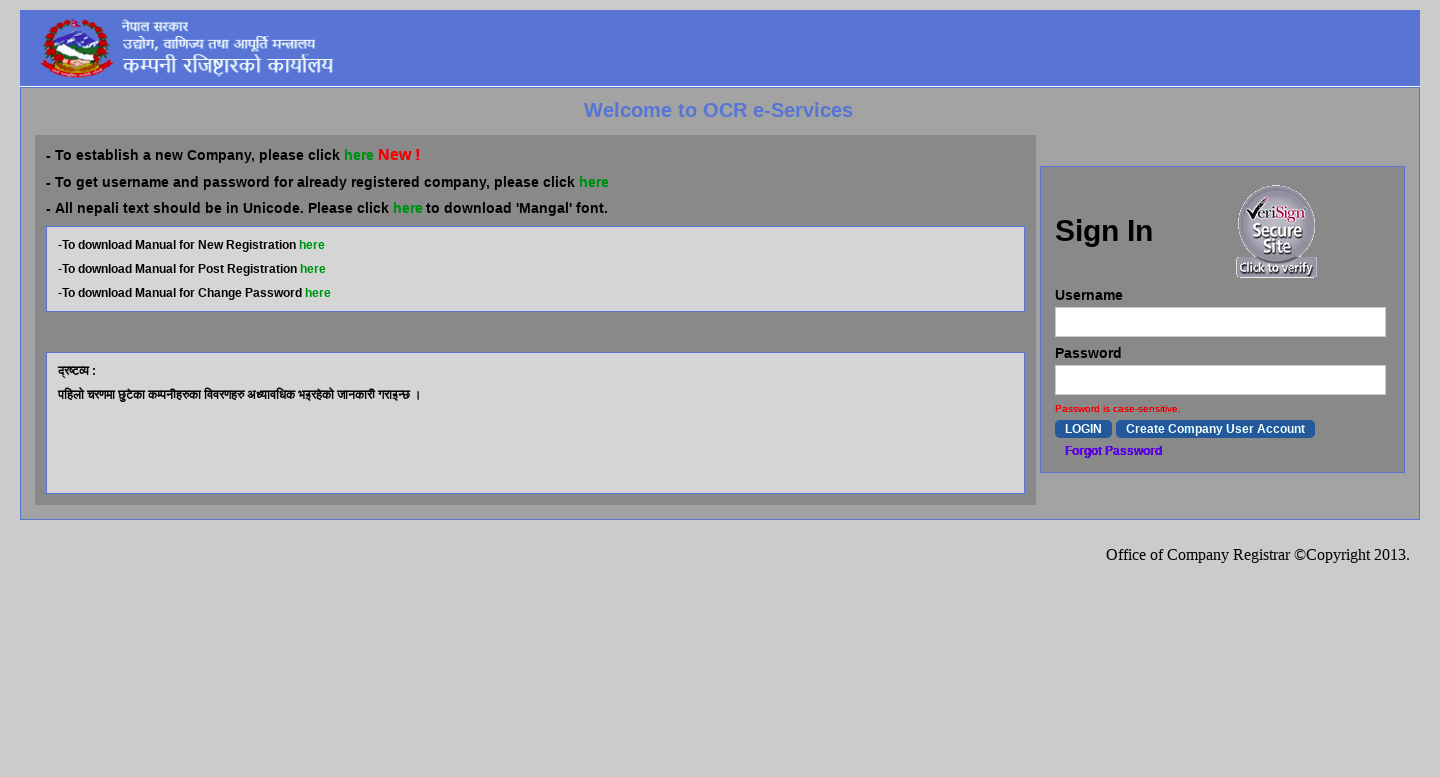 नेपाल सरकार
उद्योग, वाणिज्य तथा आपूर्ति मन्त्रालय
कम्पनी रजिष्टारको कार्यालय
Welcome to OCR e-Services
- To establish a new Company, please click here New !
- To get username and password for already registered company, please click here
- All nepali text should be in Unicode. Please click here to download 'Mangal' font.
-To download Manual for New Registration here
-To download Manual for Post Registration here
-To download Manual for Change Password here
द्रष्टव्य :
पहिलो चरणमा छुटेका कम्पनीहरुका विवरणहरु अध्यावधिक भइरहेको जानकारी गराइन्छ ।
Sign In
VeriSign
Secure
Site
Click to verify
Username
Password
Password is case-sensitive.
LOGIN Create Company User Account
Forgot Password
Office of Company Registrar ©Copyright 2013.